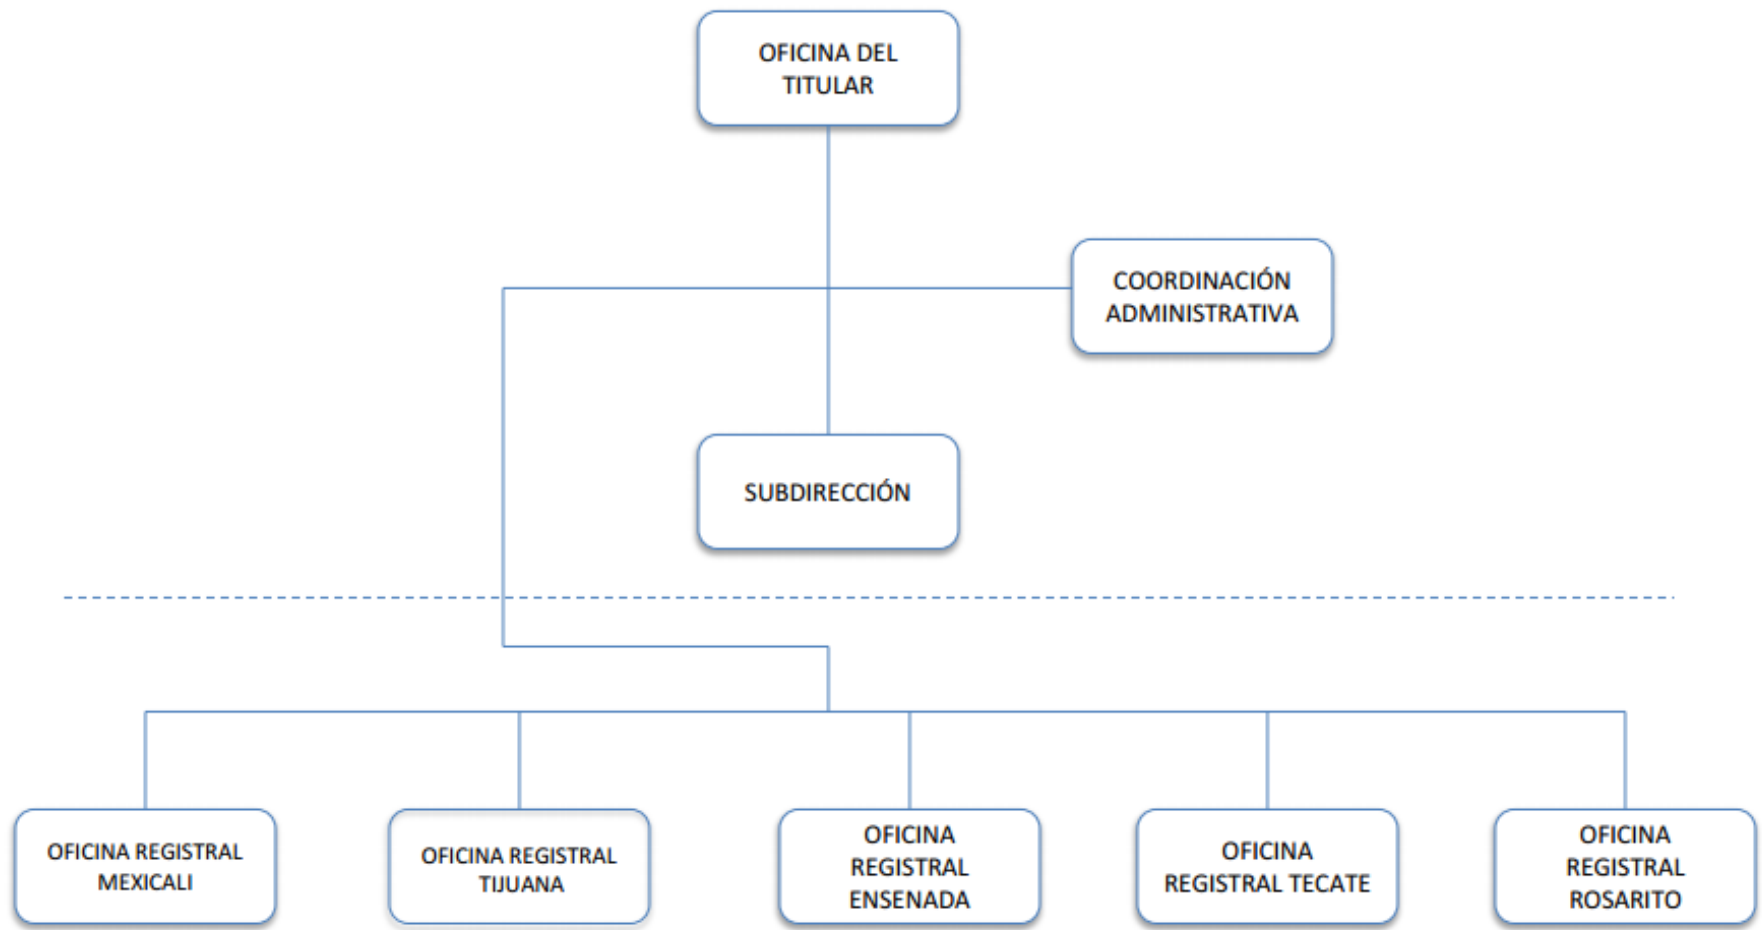 OFICINA DEL
TITULAR
COORDINACIÓN
ADMINISTRATIVA
SUBDIRECCIÓN
OFICINA REGISTRAL
MEXICALI
OFICINA REGISTRAL
TIJUANA
OFICINA
REGISTRAL
ENSENADA
OFICINA
REGISTRAL TECATE
OFICINA
REGISTRAL
ROSARITO